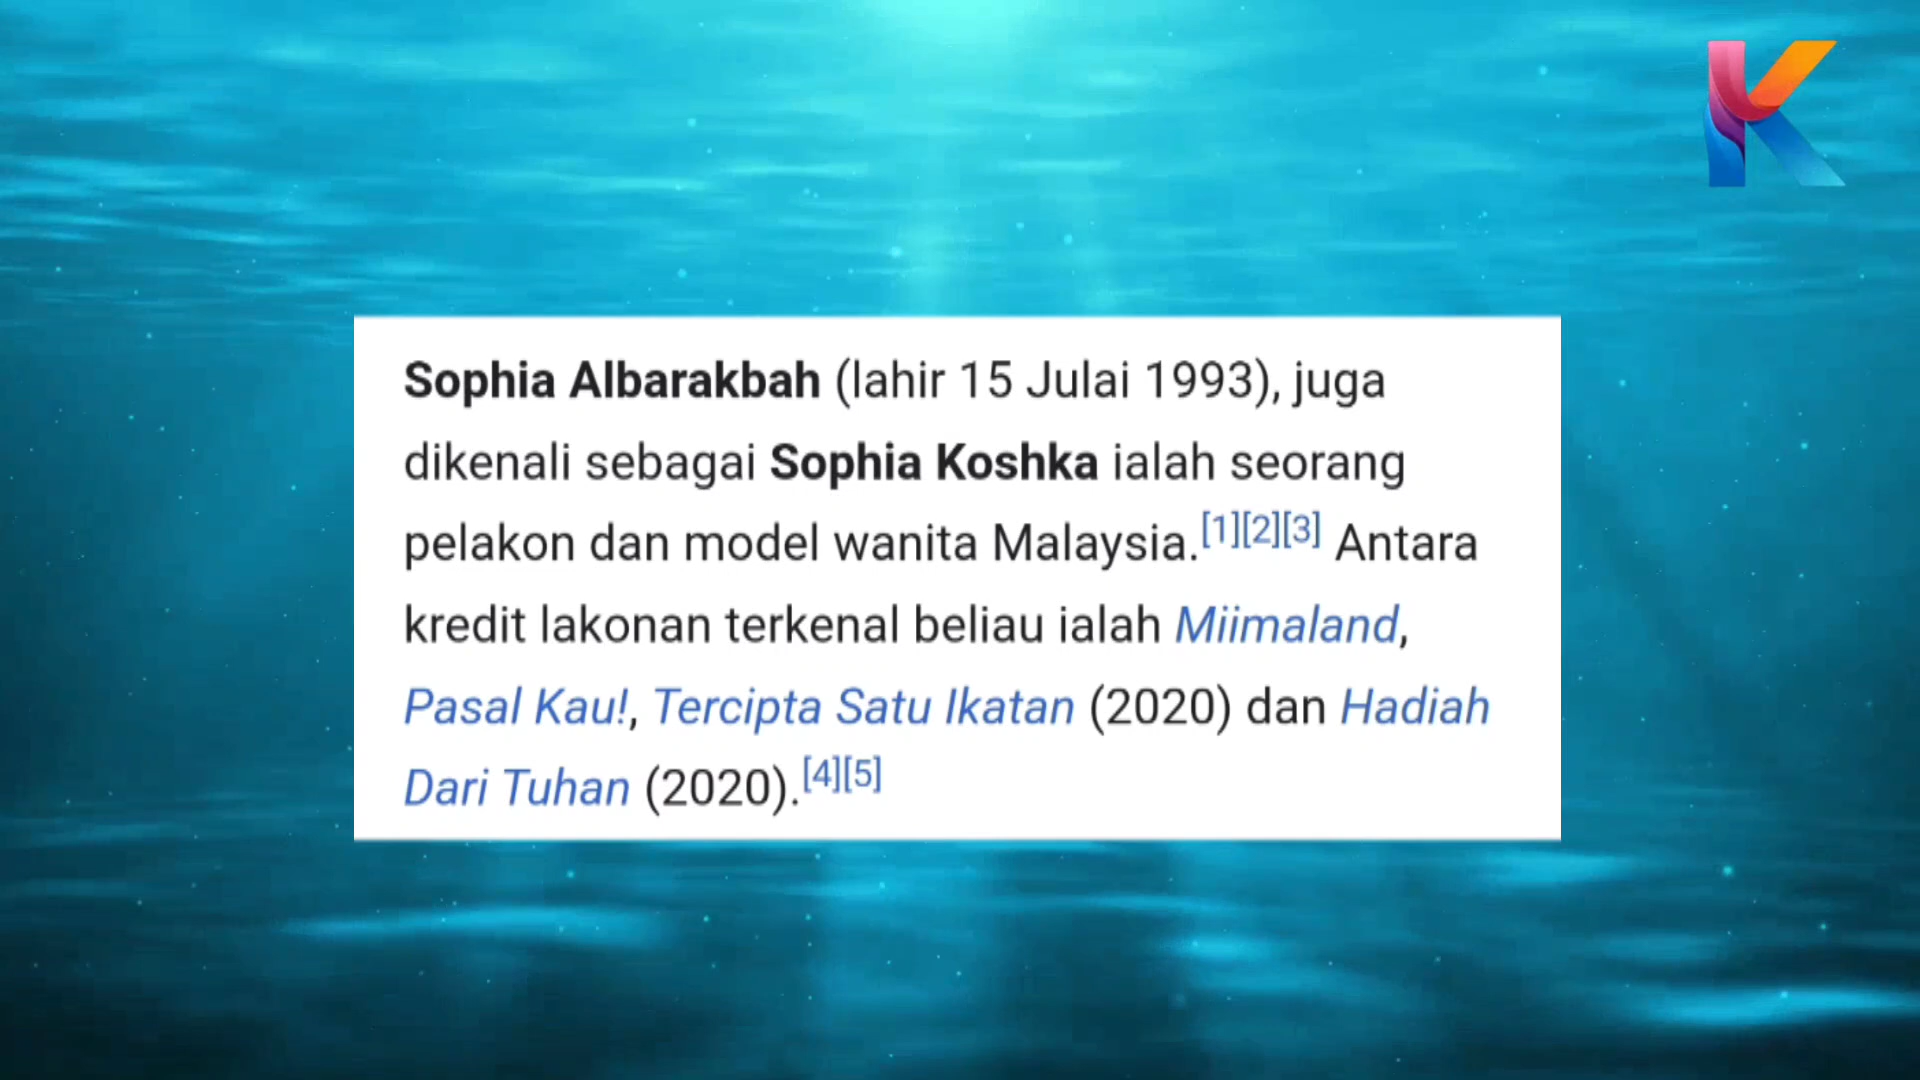 Sophia Albarakbah (lahir 15 Julai 1993), juga
dikenali sebagai Sophia Koshka ialah seorang
pelakon dan model wanita Malaysia.[1][2][3] Antara
kredit lakonan terkenal beliau ialah Miimaland,
Pasal Kau!, Tercipta Satu Ikatan (2020) dan Hadiah
Dari Tuhan (2020).[4][5]
K